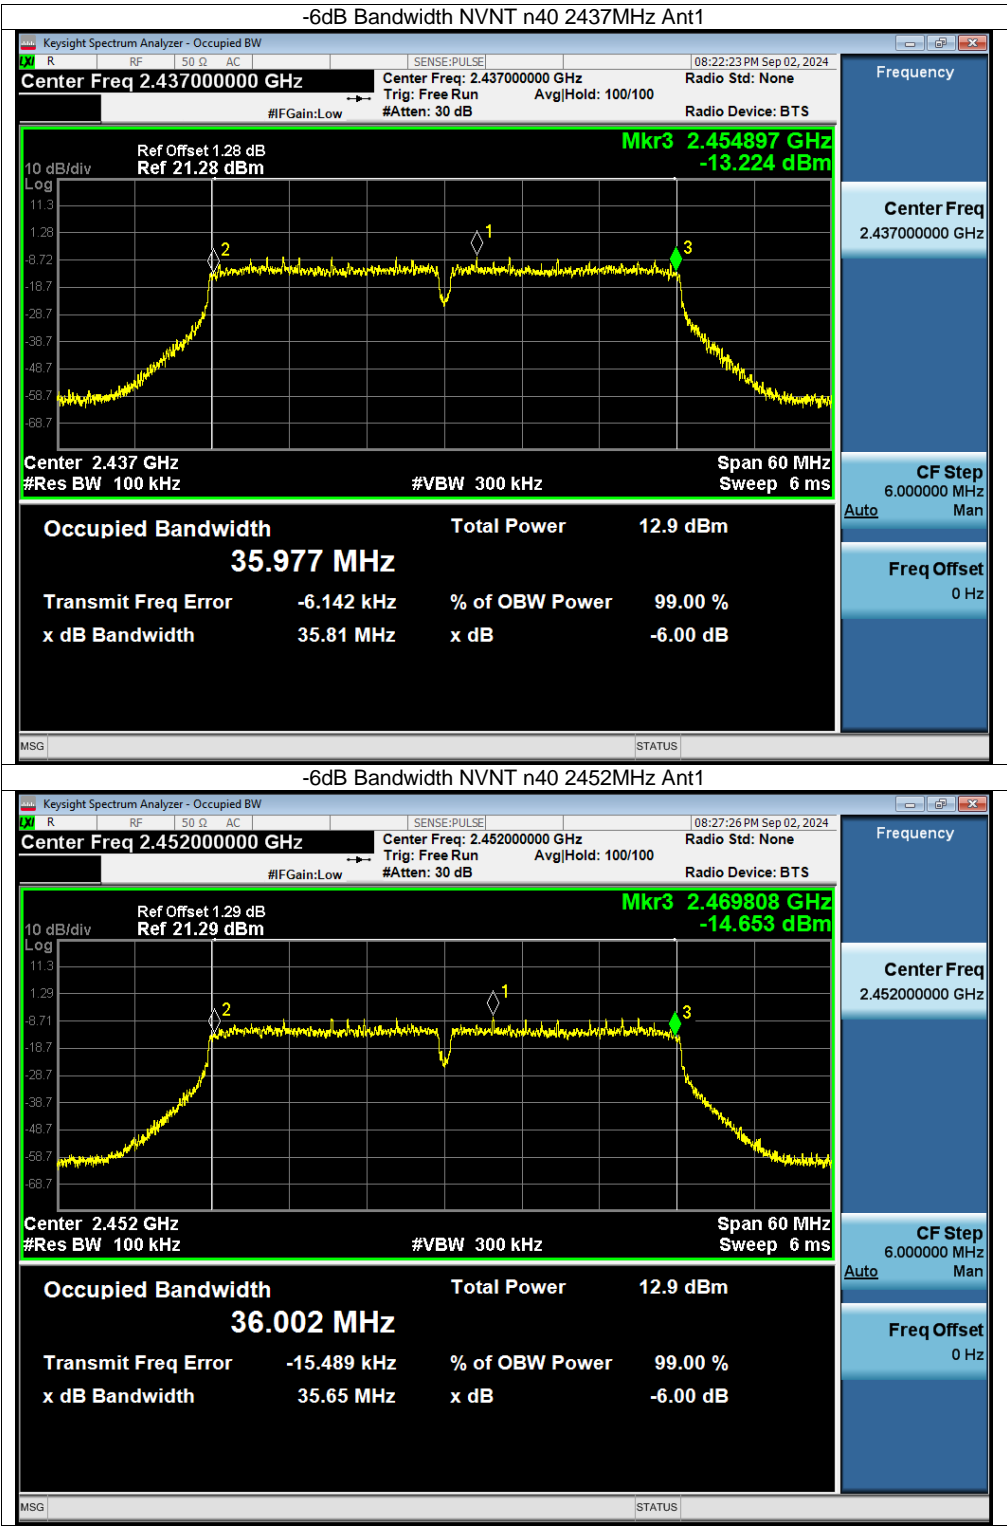 -6dB Bandwidth NVNT n40 2437MHz Ant1
Keysight Spectrum Analyzer - Occupied BW
LXI R RF 50 Ω AC SENSE:PULSE 08:22:23 PM Sep 02, 2024
Center Freq 2.437000000 GHz Center Freq: 2.437000000 GHz Radio Std: None
Trig: Free Run Avg|Hold: 100/100
#IFGain:Low #Atten: 30 dB Radio Device: BTS
Mkr3 2.454897 GHz
-13.224 dBm
Ref Offset 1.28 dB
10 dB/div Ref 21.28 dBm
Log
11.3
1.28
-8.72
-18.7
-28.7
-38.7
-48.7
-58.7
-68.7
1
2
3
Center 2.437 GHz Span 60 MHz
#Res BW 100 kHz #VBW 300 kHz Sweep 6 ms
Occupied Bandwidth Total Power 12.9 dBm
35.977 MHz
Transmit Freq Error -6.142 kHz % of OBW Power 99.00 %
x dB Bandwidth 35.81 MHz x dB -6.00 dB
MSG STATUS
Frequency
Center Freq
2.437000000 GHz
CF Step
6.000000 MHz
Auto Man
Freq Offset
0 Hz
-6dB Bandwidth NVNT n40 2452MHz Ant1
Keysight Spectrum Analyzer - Occupied BW
LXI R RF 50 Ω AC SENSE:PULSE 08:27:26 PM Sep 02, 2024
Center Freq 2.452000000 GHz Center Freq: 2.452000000 GHz Radio Std: None
Trig: Free Run Avg|Hold: 100/100
#IFGain:Low #Atten: 30 dB Radio Device: BTS
Mkr3 2.469808 GHz
-14.653 dBm
Ref Offset 1.29 dB
10 dB/div Ref 21.29 dBm
Log
11.3
1.29
-8.71
-18.7
-28.7
-38.7
-48.7
-58.7
-68.7
1
2
3
Center 2.452 GHz Span 60 MHz
#Res BW 100 kHz #VBW 300 kHz Sweep 6 ms
Occupied Bandwidth Total Power 12.9 dBm
36.002 MHz
Transmit Freq Error -15.489 kHz % of OBW Power 99.00 %
x dB Bandwidth 35.65 MHz x dB -6.00 dB
MSG STATUS
Frequency
Center Freq
2.452000000 GHz
CF Step
6.000000 MHz
Auto Man
Freq Offset
0 Hz